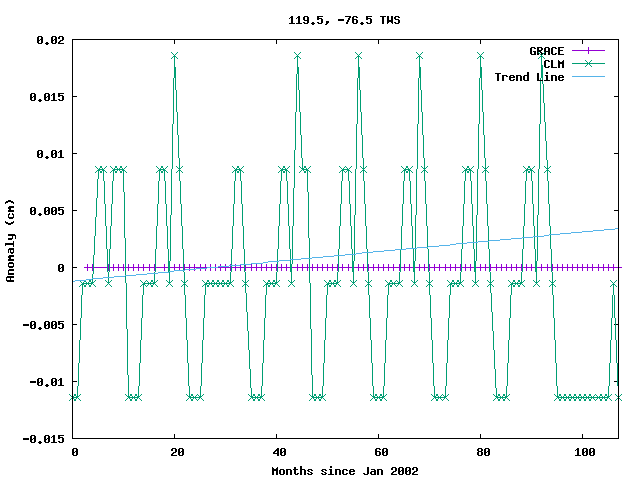 119.5, -76.5 TWS
GRACE
CLM
Trend Line
0.02
0.015
0.01
0.005
0
-0.005
-0.01
-0.015
Anomaly (cm)
0 20 40 60 80 100
Months since Jan 2002